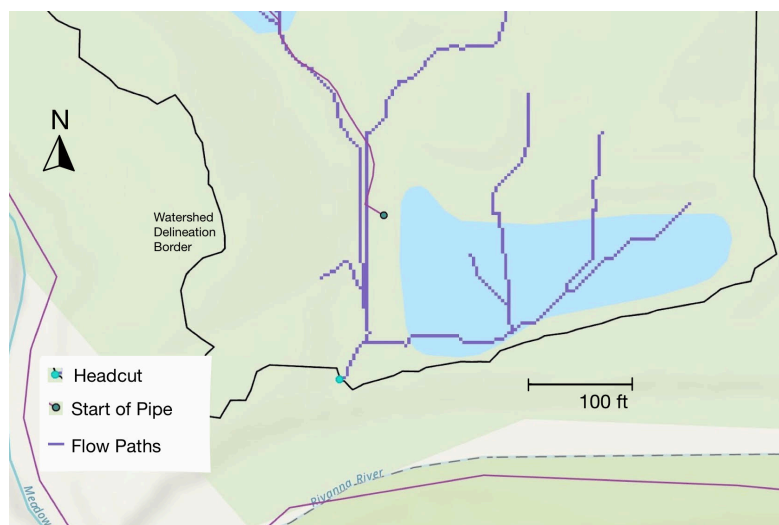 N
Watershed
Delineation
Border
Headcut
Start of Pipe
Flow Paths
100 ft
Rivanna River
Meadow